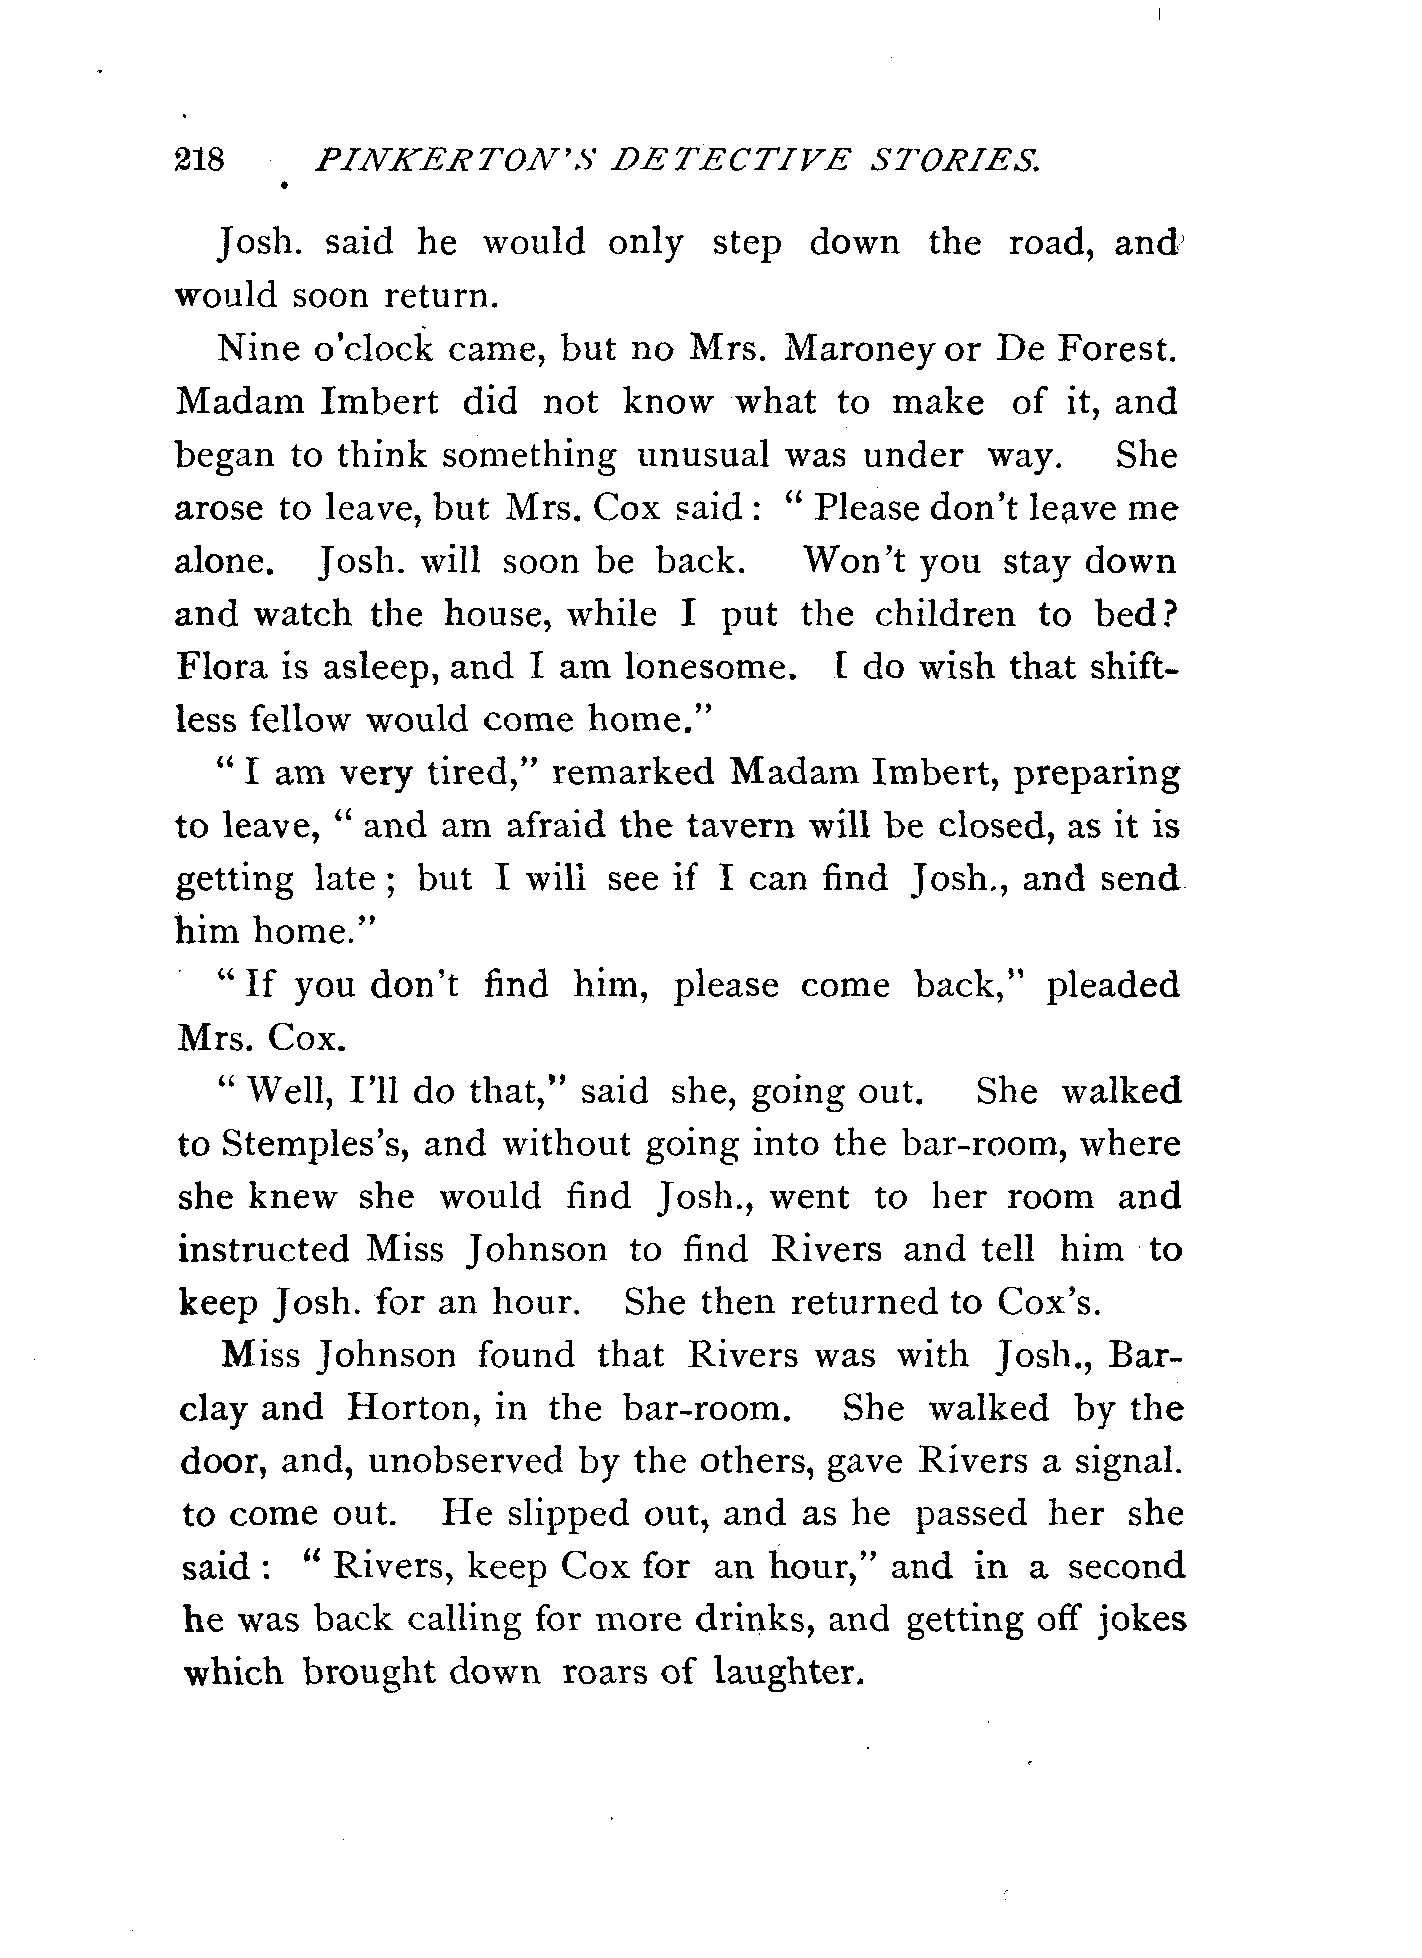 218 PINKERTON'S DETECTIVE STORIES.
Josh. said he would only step down the road, and
would soon return.
Nine o'clock came, but no Mrs. Maroney or De Forest.
Madam Imbert did not know what to make of it, and
began to think something unusual was under way. She
arose to leave, but Mrs. Cox said: " Please don't leave me
alone. Josh. will soon be back. Won't you stay down
and watch the house, while I put the children to bed?
Flora is asleep, and I am lonesome. I do wish that shift-
less fellow would come home."
" I am very tired," remarked Madam Imbert, preparing
to leave, " and am afraid the tavern will be closed, as it is
getting late; but I will see if I can find Josh., and send
him home."
" If you don't find him, please come back," pleaded
Mrs. Cox.
" Well, I'll do that," said she, going out. She walked
to Stemples's, and without going into the bar-room, where
she knew she would find Josh., went to her room and
instructed Miss Johnson to find Rivers and tell him to
keep Josh. for an hour. She then returned to Cox's.
Miss Johnson found that Rivers was with Josh., Bar-
clay and Horton, in the bar-room. She walked by the
door, and, unobserved by the others, gave Rivers a signal.
to come out. He slipped out, and as he passed her she
said: " Rivers, keep Cox for an hour," and in a second
he was back calling for more drinks, and getting off jokes
which brought down roars of laughter.